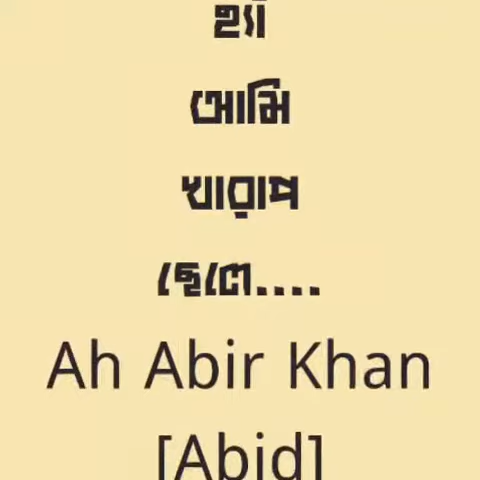 হ্যাঁ
আমি
খারাপ
ছেলে....
Ah Abir Khan
[Abid]